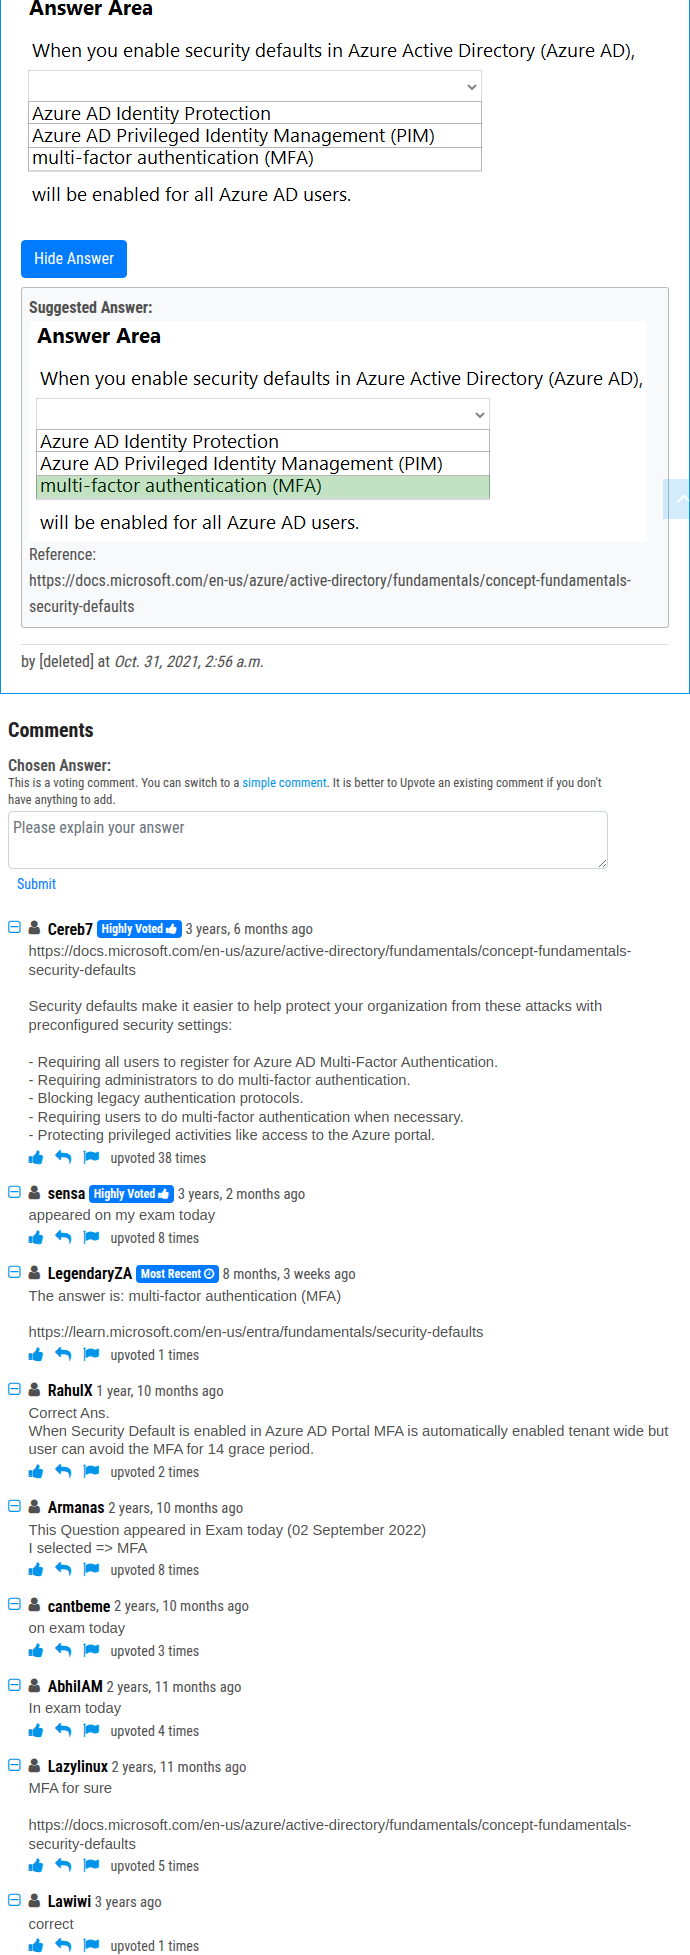 Answer Area
When you enable security defaults in Azure Active Directory (Azure AD),
Azure AD Identity Protection
Azure AD Privileged Identity Management (PIM)
multi-factor authentication (MFA)
will be enabled for all Azure AD users.
Hide Answer
Suggested Answer:
Answer Area
When you enable security defaults in Azure Active Directory (Azure AD),
Azure AD Identity Protection
Azure AD Privileged Identity Management (PIM)
multi-factor authentication (MFA)
will be enabled for all Azure AD users.
Reference:
https://docs.microsoft.com/en-us/azure/active-directory/fundamentals/concept-fundamentals-
security-defaults
by [deleted] at Oct. 31, 2021, 2:56 a.m.
Comments
Chosen Answer:
This is a voting comment. You can switch to a simple comment. It is better to Upvote an existing comment if you don't
have anything to add.
Please explain your answer
Submit
Cereb7 Highly Voted 3 years, 6 months ago
https://docs.microsoft.com/en-us/azure/active-directory/fundamentals/concept-fundamentals-
security-defaults
Security defaults make it easier to help protect your organization from these attacks with
preconfigured security settings:
- Requiring all users to register for Azure AD Multi-Factor Authentication.
- Requiring administrators to do multi-factor authentication.
- Blocking legacy authentication protocols.
- Requiring users to do multi-factor authentication when necessary.
- Protecting privileged activities like access to the Azure portal.
upvoted 38 times
sensa Highly Voted 3 years, 2 months ago
appeared on my exam today
upvoted 8 times
LegendaryZA Most Recent 8 months, 3 weeks ago
The answer is: multi-factor authentication (MFA)
https://learn.microsoft.com/en-us/entra/fundamentals/security-defaults
upvoted 1 times
RahulX 1 year, 10 months ago
Correct Ans.
When Security Default is enabled in Azure AD Portal MFA is automatically enabled tenant wide but
user can avoid the MFA for 14 grace period.
upvoted 2 times
Armanas 2 years, 10 months ago
This Question appeared in Exam today (02 September 2022)
I selected => MFA
upvoted 8 times
cantbeme 2 years, 10 months ago
on exam today
upvoted 3 times
AbhilAM 2 years, 11 months ago
In exam today
upvoted 4 times
Lazylinux 2 years, 11 months ago
MFA for sure
https://docs.microsoft.com/en-us/azure/active-directory/fundamentals/concept-fundamentals-
security-defaults
upvoted 5 times
Lawiwi 3 years ago
correct
upvoted 1 times